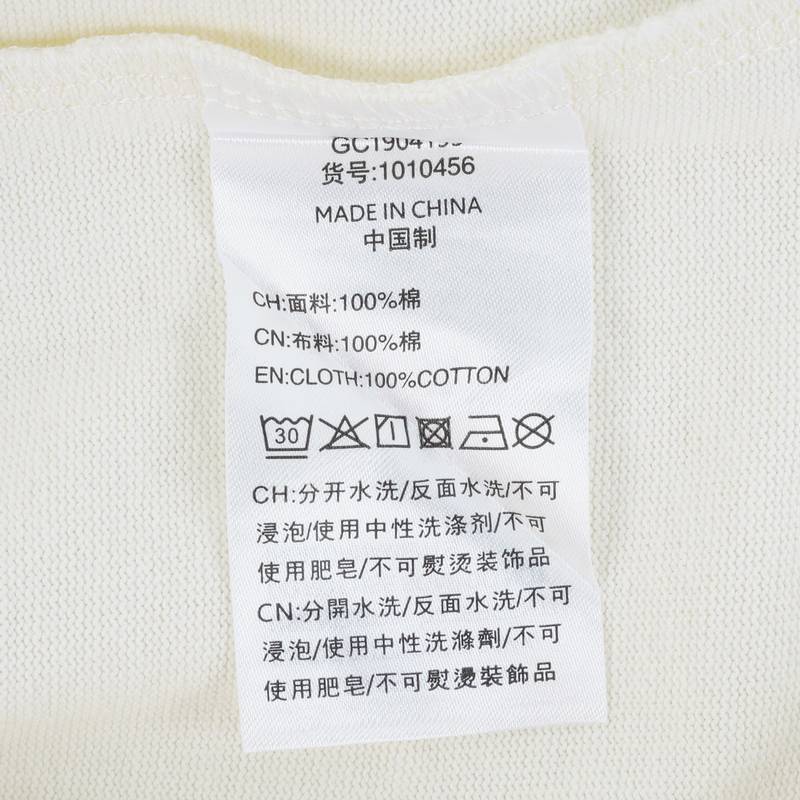 货号:1010456
MADE IN CHINA
中国制
CH:面料:100%棉
CN:布料:100%棉
EN:CLOTH:100%COTTON
30
CH:分开水洗/反面水洗/不可
浸泡/使用中性洗涤剂/不可
使用肥皂/不可熨烫装饰品
CN:分開水洗/反面水洗/不可
浸泡/使用中性洗滌劑/不可
使用肥皂/不可熨燙裝飾品